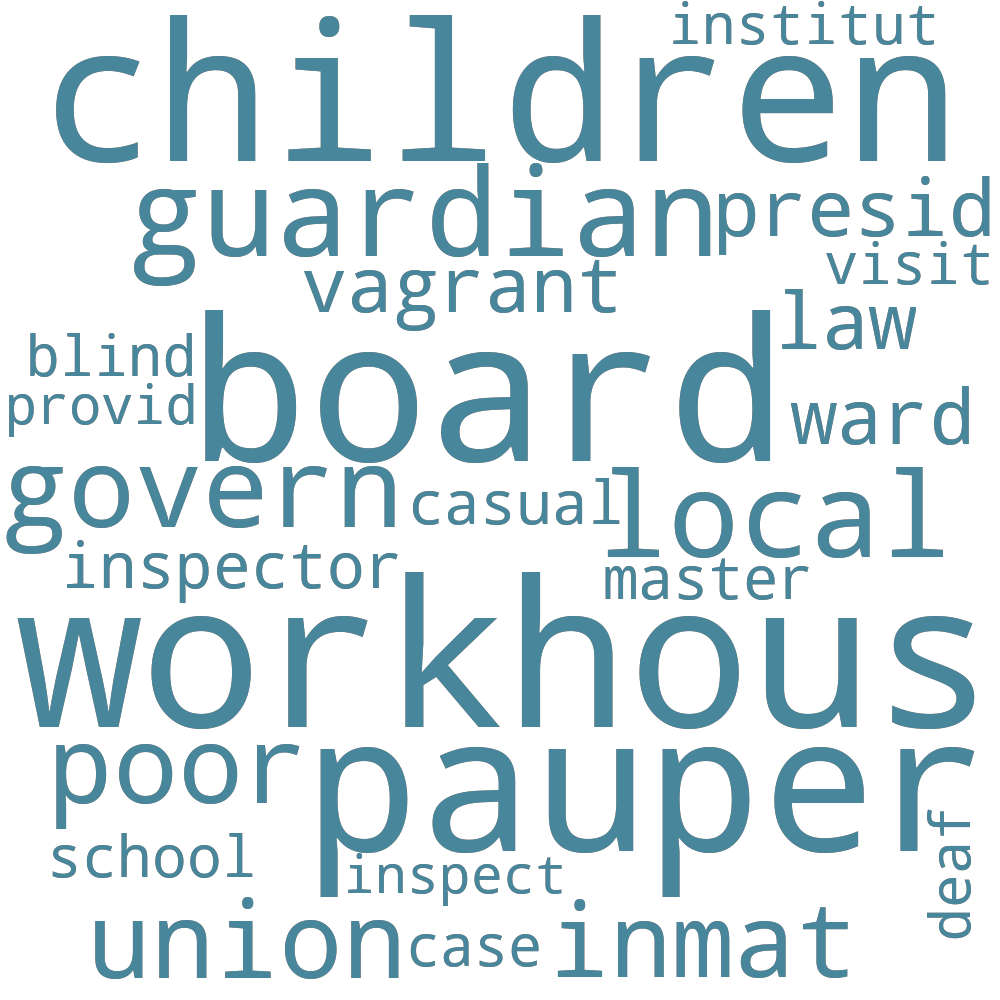 institut
children
guardian
presid
vagrant
visit
law
blind
board
provid
ward
govern
casual
local
inspector
master
workhous
poor
pauper
school
inspect
deaf
union
case
inmat